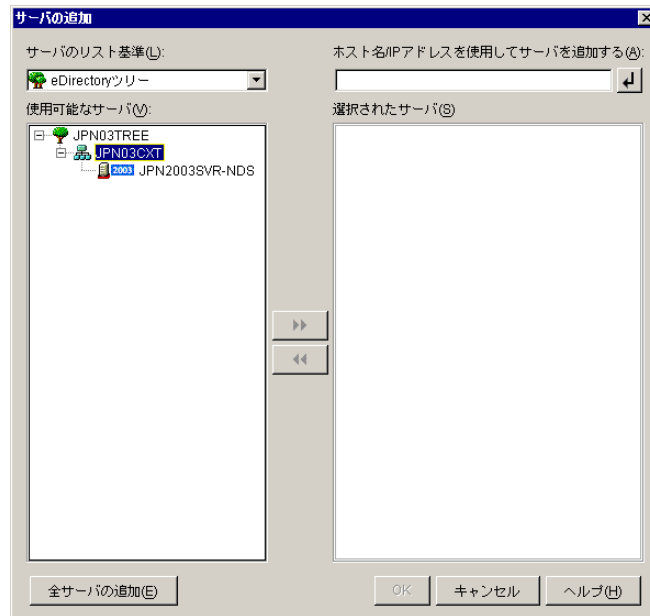 サーバの追加
サーバのリスト基準(L):
ホスト名/IPアドレスを使用してサーバを追加する(A):
eDirectoryツリー
使用可能なサーバ(V):
選択されたサーバ(S)
JPN03TREE
JPN03CXT
2003 JPN2003SVR-NDS
全サーバの追加(E)
OK
キャンセル
ヘルプ(H)